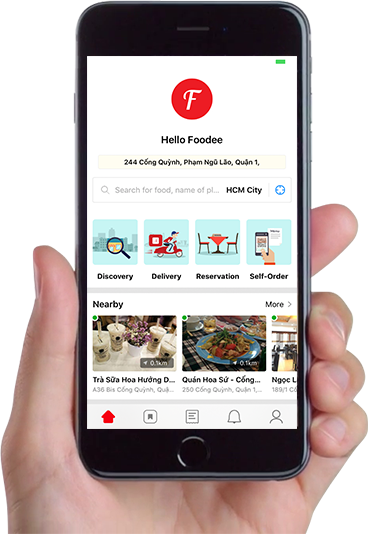 F
Hello Foodee
244 Cống Quỳnh, Phạm Ngũ Lão, Quận 1,
Search for food, name of pl... HCM City
Discovery Delivery Reservation Self-Order
Nearby More >
0.1km 0.1km
Trà Sữa Hoa Hướng D... Quán Hoa Sứ - Cống... Ngọc L
A36 Bis Cống Quỳnh, Quậ... 250 Cống Quỳnh, Quận 1,... 189/1 C